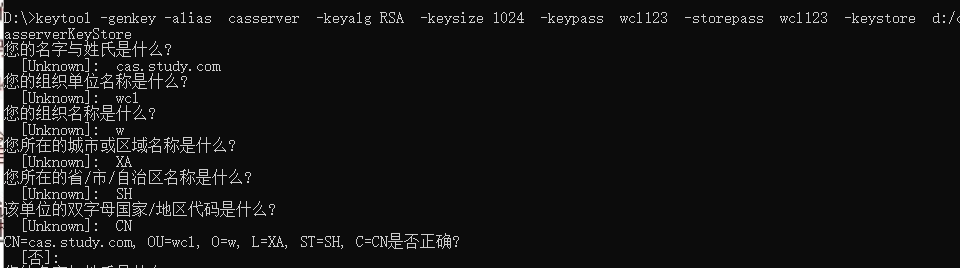 D:\>keytool -genkey -alias  casserver  -keyalg RSA  -keysize 1024  -keypass  wcl123  -storepass  wcl123  -keystore  d:/c
asserverKeyStore
您的名字与姓氏是什么?
  [Unknown]:  cas.study.com
您的组织单位名称是什么?
  [Unknown]:  wcl
您的组织名称是什么?
  [Unknown]:  w
您所在的城市或区域名称是什么?
  [Unknown]:  XA
您所在的省/市/自治区名称是什么?
  [Unknown]:  SH
该单位的双字母国家/地区代码是什么?
  [Unknown]:  CN
CN=cas.study.com, OU=wcl, O=w, L=XA, ST=SH, C=CN是否正确?
  [否]: